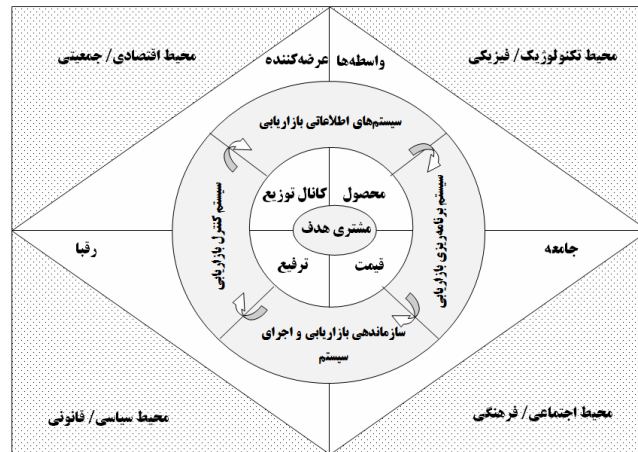 محیط تکنولوژیک/ فیزیکی
واسطه‌ها
عرضه‌کننده
محیط اقتصادی/ جمعیتی
سیستم‌های اطلاعاتی بازاریابی
سیستم برنامه‌ریزی بازاریابی
سیستم کنترل بازاریابی
محصول
کانال توزیع
مشتری هدف
قیمت
ترفیع
جامعه
رقبا
سازماندهی بازاریابی و اجرای
سیستم
محیط اجتماعی/ فرهنگی
محیط سیاسی/ قانونی